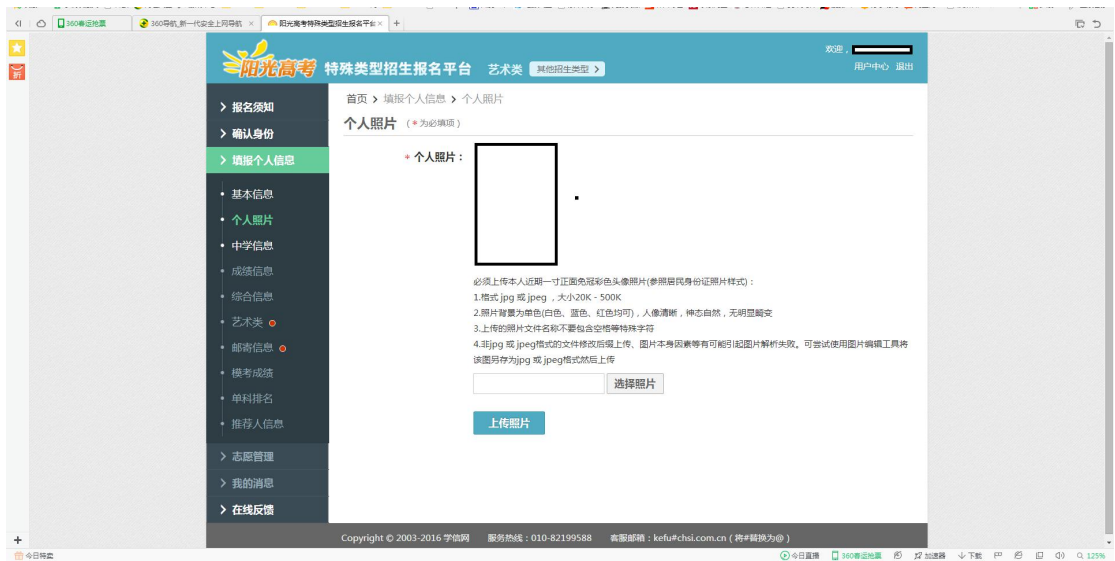 360春运抢票
360导航_新一代安全上网导航
阳光高考特殊类型招生报名平台
折
阳光高考 特殊类型招生报名平台 艺术类 其他招生类型 >
欢迎，
用户中心 退出
> 报名须知
> 确认身份
> 填报个人信息
• 基本信息
• 个人照片
• 中学信息
• 成绩信息
• 综合信息
• 艺术类
• 邮寄信息
• 模考成绩
• 单科排名
• 推荐人信息
> 志愿管理
> 我的消息
> 在线反馈
首页 > 填报个人信息 > 个人照片
个人照片 (* 为必填项)
* 个人照片：
必须上传本人近期一寸正面免冠彩色头像照片(参照居民身份证照片样式)：
1.格式 jpg 或 jpeg ，大小20K - 500K
2.照片背景为单色(白色、蓝色、红色均可)，人像清晰，神态自然，无明显畸变
3.上传的照片文件名称不要包含空格等特殊字符
4.非jpg 或 jpeg格式的文件修改后缀上传、图片本身因素等有可能引起图片解析失败。可尝试使用图片编辑工具将
该图另存为jpg 或 jpeg格式然后上传
选择照片
上传照片
Copyright © 2003-2016 学信网 服务热线：010-82199588 客服邮箱：kefu#chsi.com.cn ( 将#替换为@ )
今日特卖
今日直播 360春运抢票 加速器 下载 125%